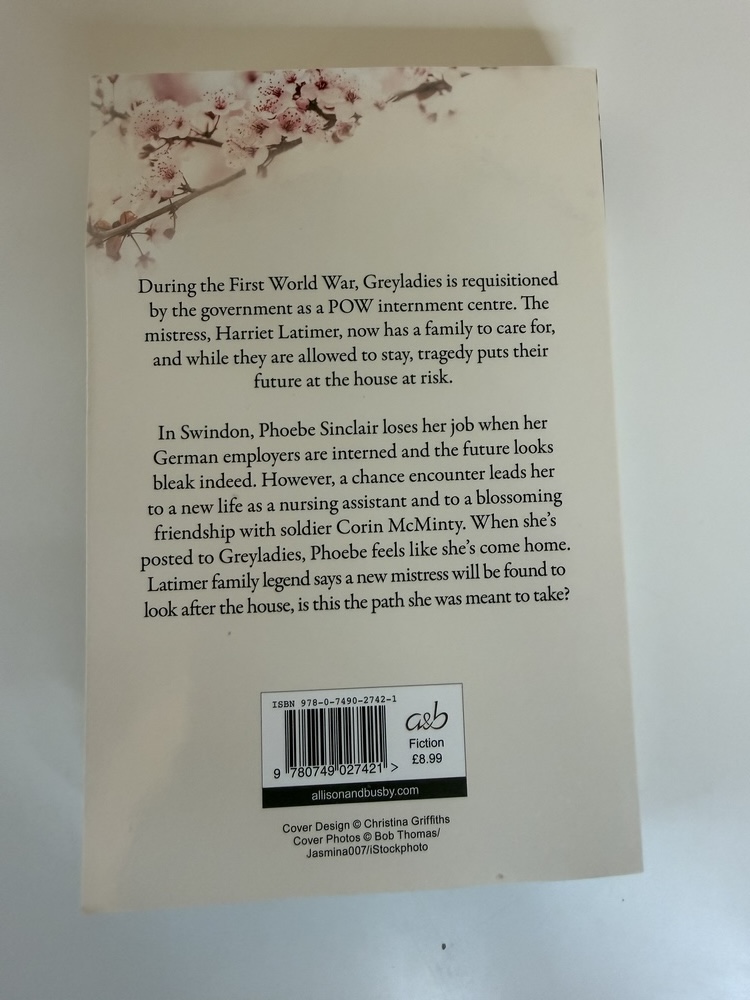 During the First World War, Greyladies is requisitioned
by the government as a POW internment centre. The
mistress, Harriet Latimer, now has a family to care for,
and while they are allowed to stay, tragedy puts their
future at the house at risk.
In Swindon, Phoebe Sinclair loses her job when her
German employers are interned and the future looks
bleak indeed. However, a chance encounter leads her
to a new life as a nursing assistant and to a blossoming
friendship with soldier Corin McMinty. When she's
posted to Greyladies, Phoebe feels like she's come home.
Latimer family legend says a new mistress will be found to
look after the house, is this the path she was meant to take?
ISBN 978-0-7490-2742-1
a&b
Fiction
£8.99
9 780749 027421 >
allisonandbusby.com
Cover Design © Christina Griffiths
Cover Photos © Bob Thomas/
Jasmina007/iStockphoto